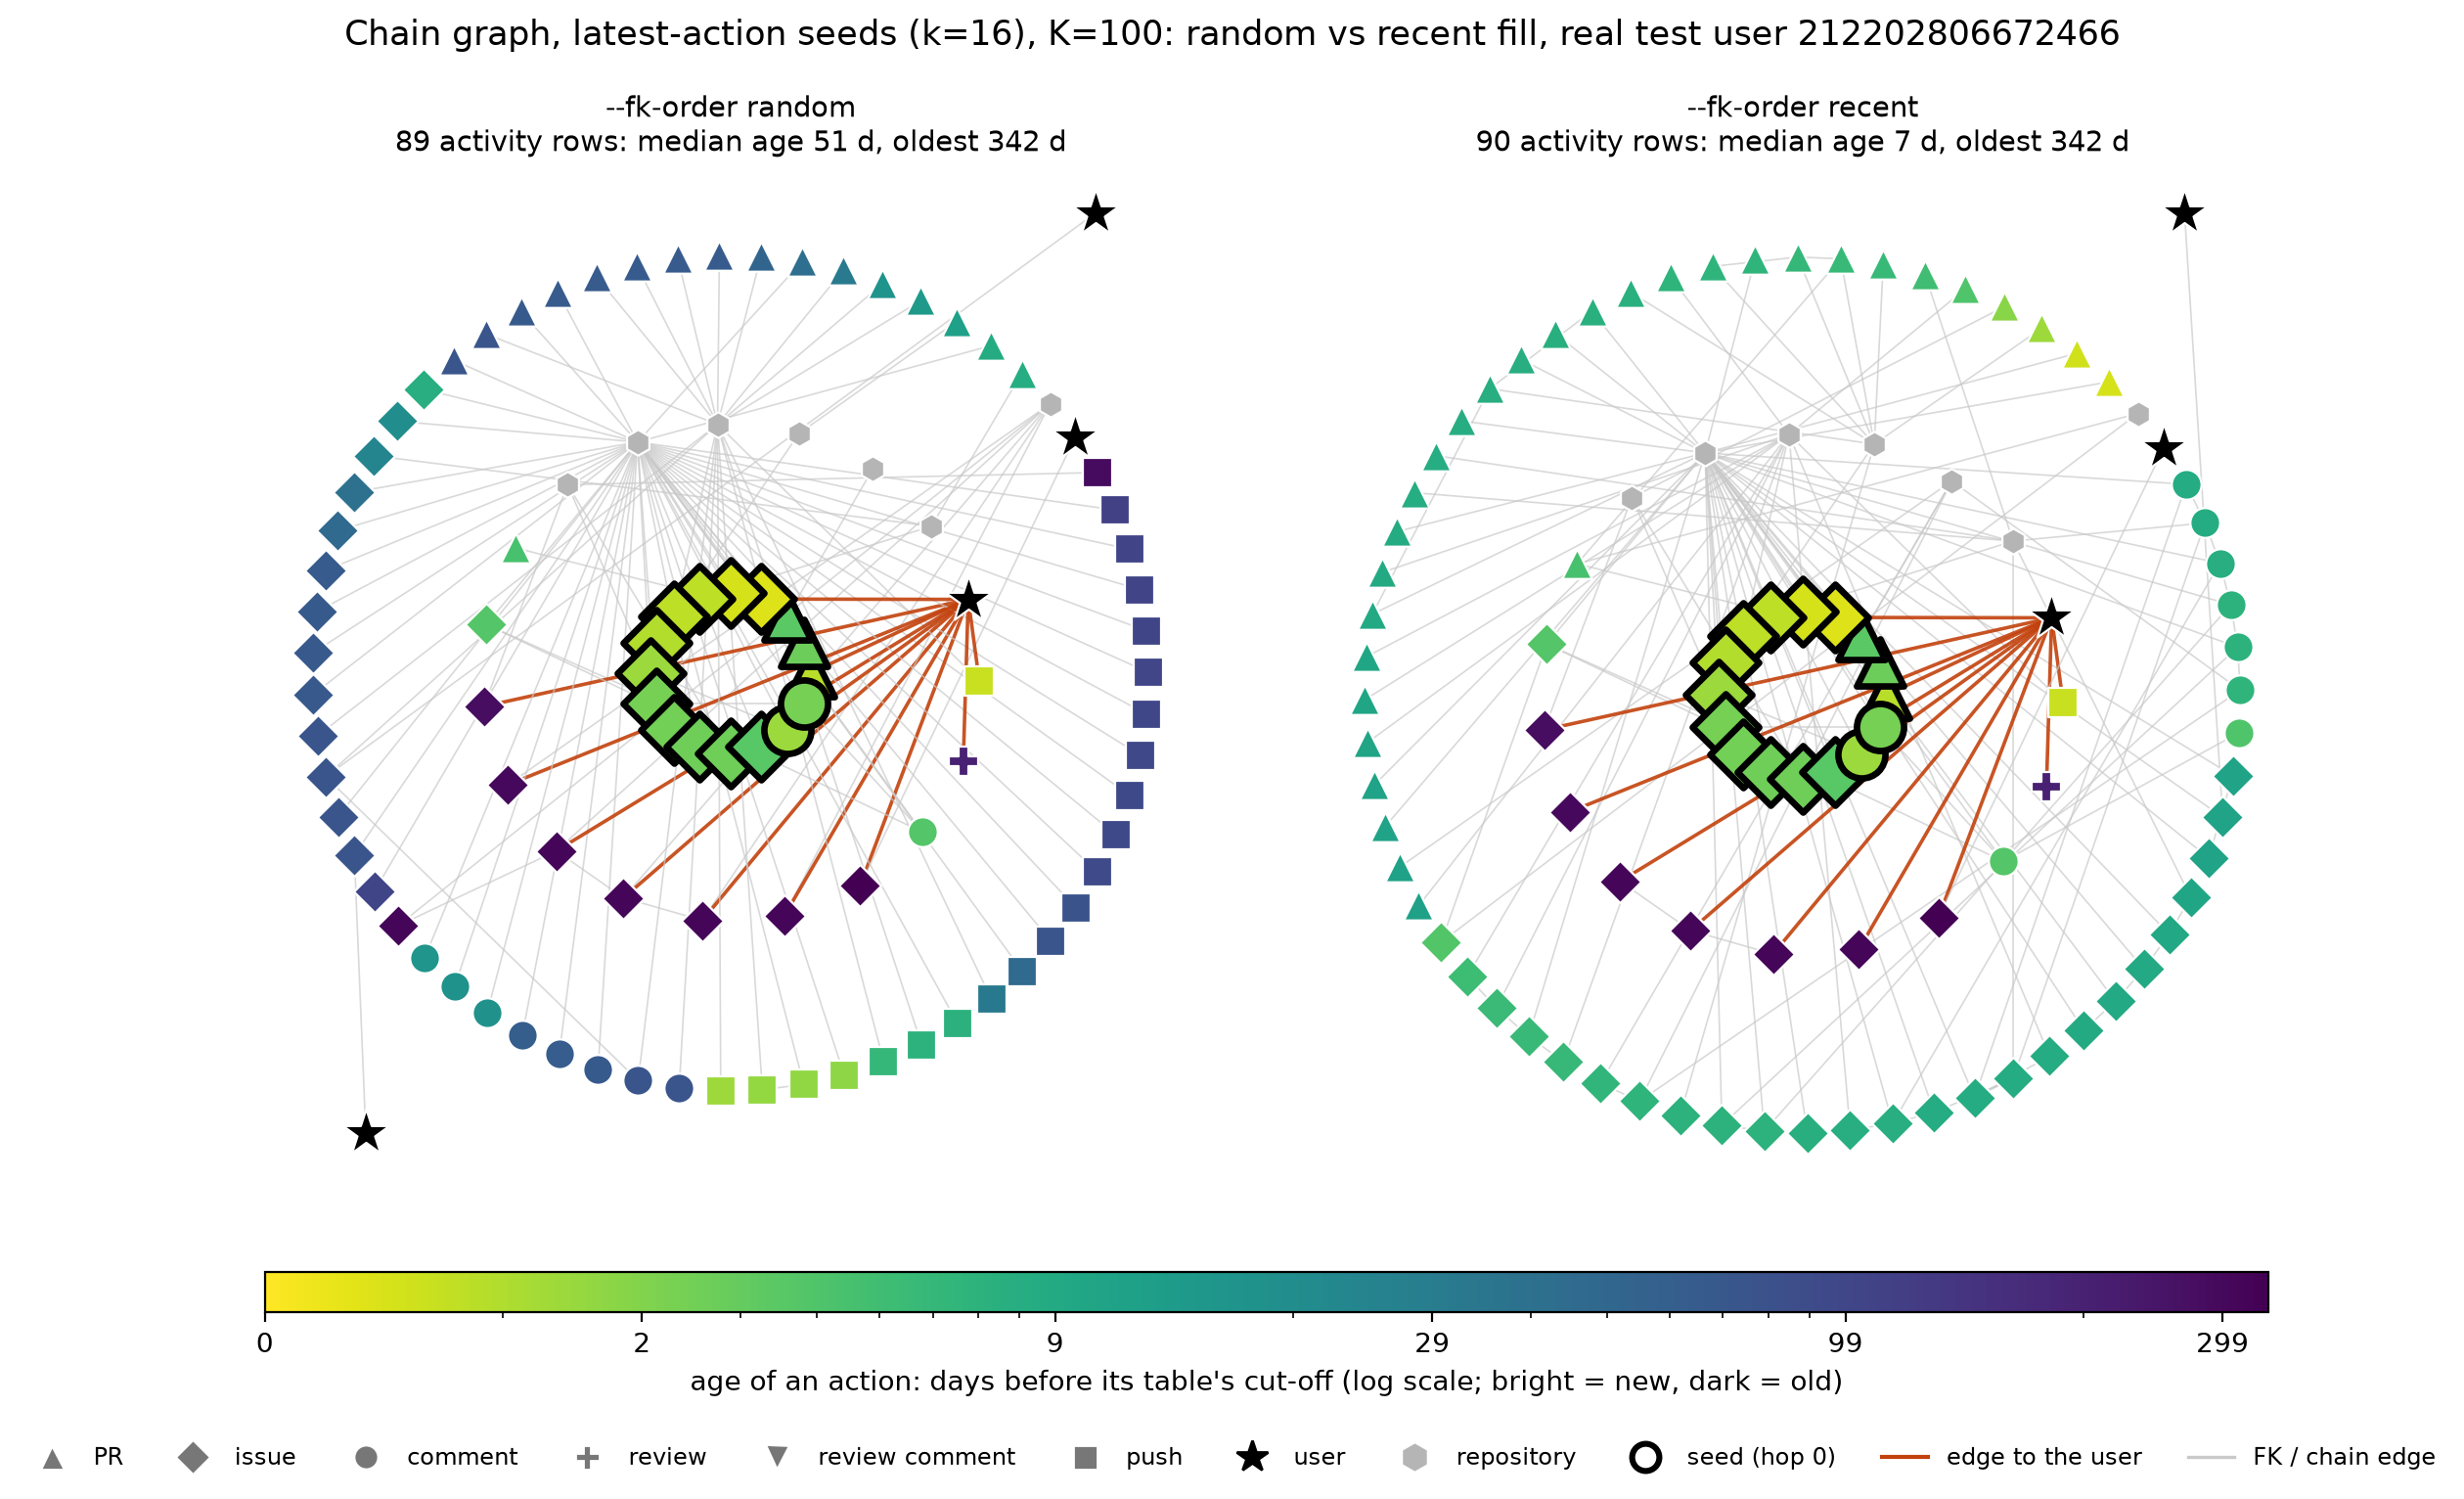 Chain graph, latest-action seeds (k=16), K=100: random vs recent fill, real test user 212202806672466
--fk-order random
89 activity rows: median age 51 d, oldest 342 d
--fk-order recent
90 activity rows: median age 7 d, oldest 342 d
0 2 9 29 99 299
age of an action: days before its table's cut-off (log scale; bright = new, dark = old)
PR issue comment review review comment push user repository seed (hop 0) edge to the user FK / chain edge